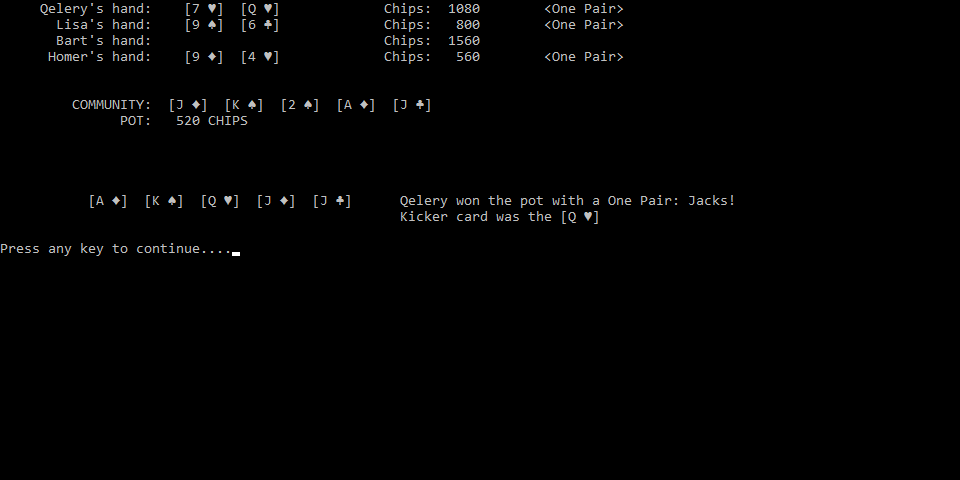 Qelery's hand: [7 ♥] [Q ♥] Chips: 1080 <One Pair>
Lisa's hand: [9 ♠] [6 ♣] Chips: 800 <One Pair>
Bart's hand: Chips: 1560
Homer's hand: [9 ♦] [4 ♥] Chips: 560 <One Pair>
COMMUNITY: [J ♦] [K ♠] [2 ♠] [A ♦] [J ♣]
POT: 520 CHIPS
[A ♦] [K ♠] [Q ♥] [J ♦] [J ♣] Qelery won the pot with a One Pair: Jacks!
Kicker card was the [Q ♥]
Press any key to continue....